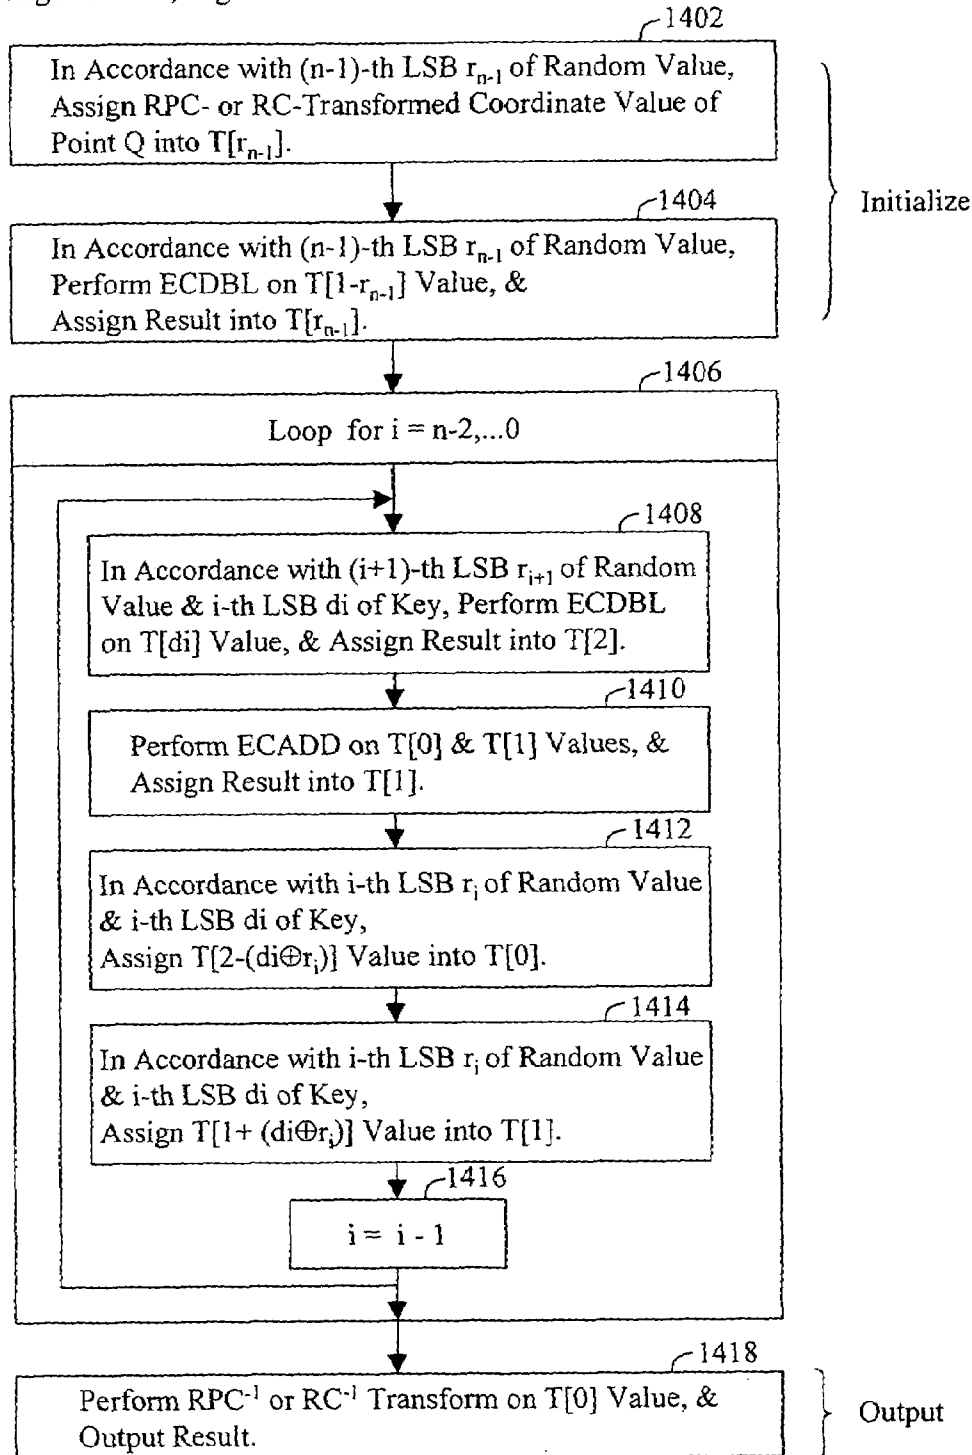 1402
In Accordance with (n-1)-th LSB rₙ₋₁ of Random Value,
Assign RPC- or RC-Transformed Coordinate Value of
Point Q into T[rₙ₋₁].
Initialize
1404
In Accordance with (n-1)-th LSB rₙ₋₁ of Random Value,
Perform ECDBL on T[1-rₙ₋₁] Value, &
Assign Result into T[rₙ₋₁].
1406
Loop for i = n-2,...0
1408
In Accordance with (i+1)-th LSB rᵢ₊₁ of Random
Value & i-th LSB di of Key, Perform ECDBL
on T[di] Value, & Assign Result into T[2].
1410
Perform ECADD on T[0] & T[1] Values, &
Assign Result into T[1].
1412
In Accordance with i-th LSB rᵢ of Random Value
& i-th LSB di of Key,
Assign T[2-(di⊕rᵢ)] Value into T[0].
1414
In Accordance with i-th LSB rᵢ of Random Value
& i-th LSB di of Key,
Assign T[1+ (di⊕rᵢ)] Value into T[1].
1416
i = i - 1
1418
Perform RPC⁻¹ or RC⁻¹ Transform on T[0] Value, &
Output Result.
Output